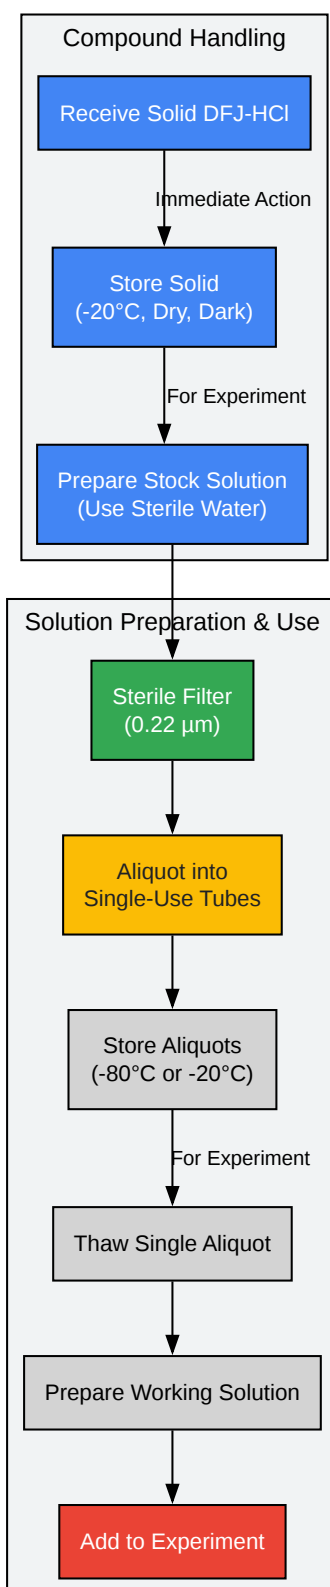 Compound Handling
Receive Solid DFJ-HCl
Immediate Action
Store Solid
(-20°C, Dry, Dark)
For Experiment
Prepare Stock Solution
(Use Sterile Water)
Solution Preparation & Use
Sterile Filter
(0.22 µm)
Aliquot into
Single-Use Tubes
Store Aliquots
(-80°C or -20°C)
For Experiment
Thaw Single Aliquot
Prepare Working Solution
Add to Experiment